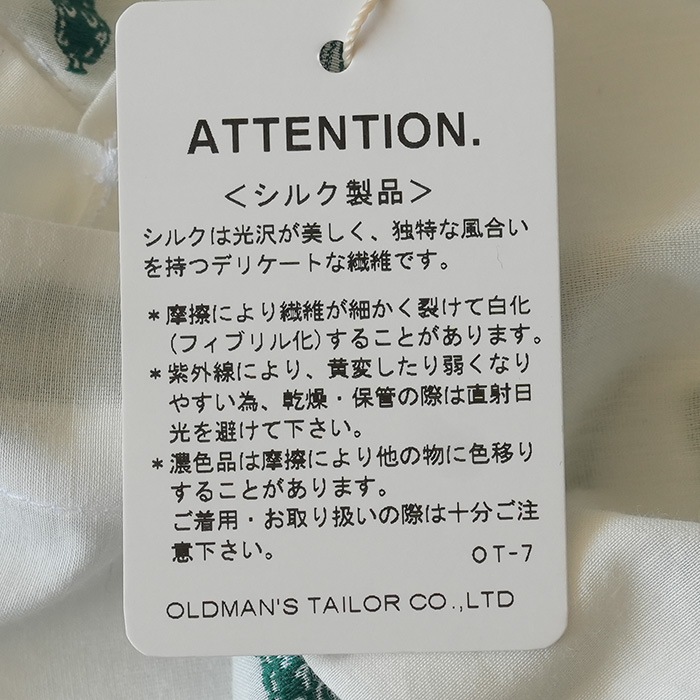 ATTENTION.
＜シルク製品＞
シルクは光沢が美しく、独特な風合い
を持つデリケートな繊維です。
＊摩擦により繊維が細かく裂けて白化
(フィブリル化)することがあります。
＊紫外線により、黄変したり弱くなり
やすい為、乾燥・保管の際は直射日
光を避けて下さい。
＊濃色品は摩擦により他の物に色移り
することがあります。
ご着用・お取り扱いの際は十分ご注
意下さい。 OT-7
OLDMAN'S TAILOR CO.,LTD